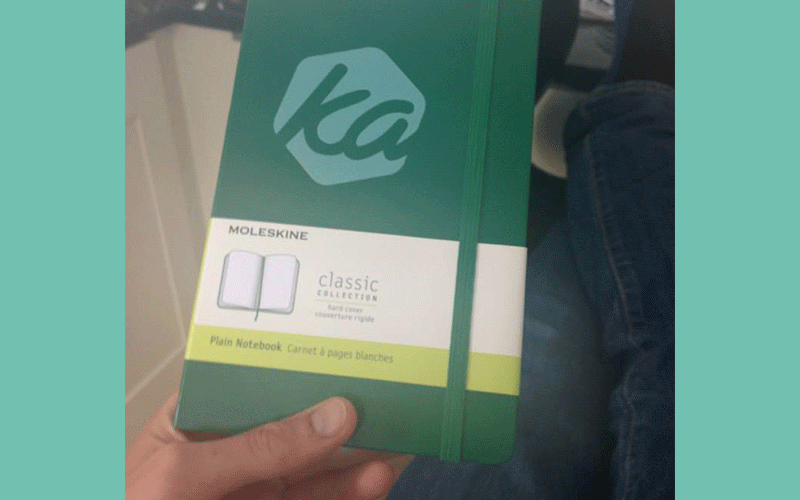 ka
MOLESKINE
classic
COLLECTION
hard cover
couverture rigide
Plain Notebook Carnet à pages blanches